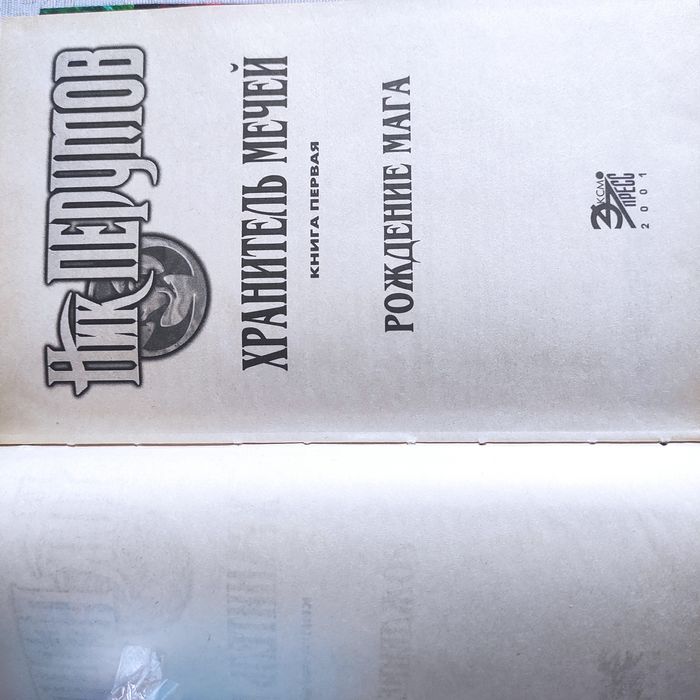 Ник ПЕРУМОВ
ХРАНИТЕЛЬ МЕЧЕЙ
КНИГА ПЕРВАЯ
РОЖДЕНИЕ МАГА
ЭКСМО
ПРЕСС
2001